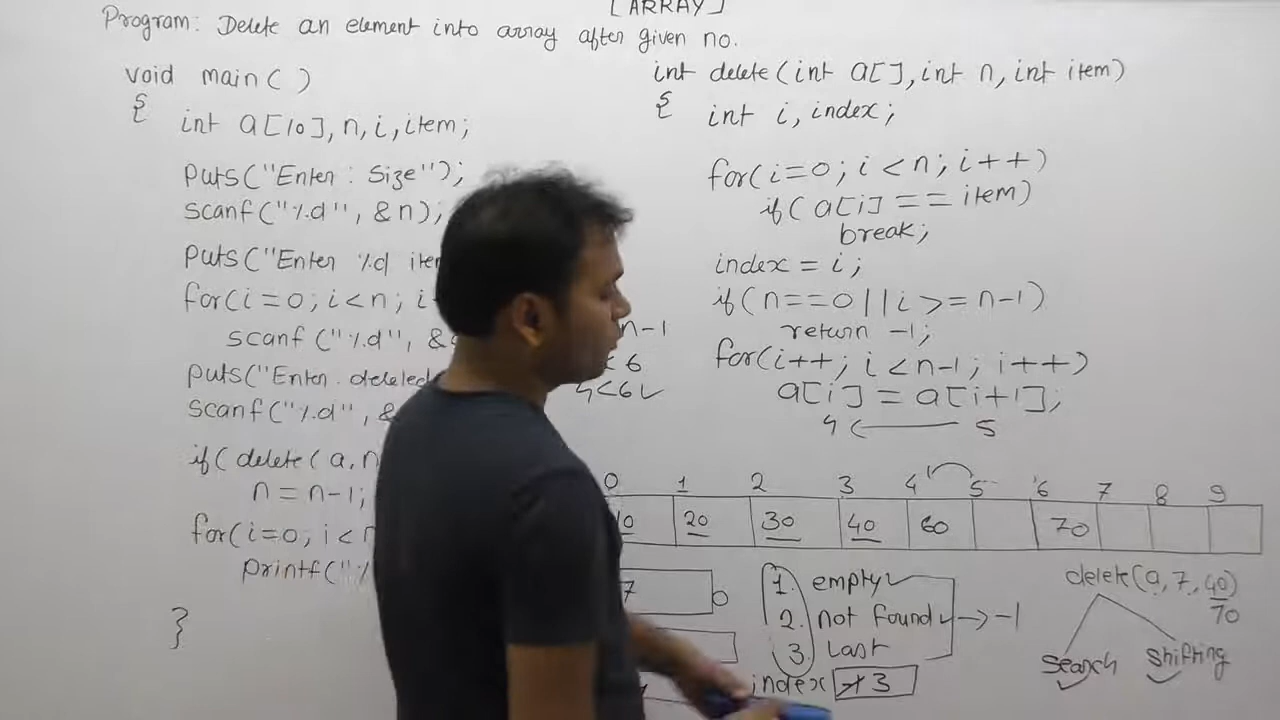 [ARRAY]
Program: Delete an element into array after given no.
void main( )
{
int a[10], n, i, item;
Puts("Enter : Size");
scanf("%d", &n);
Puts("Enter %d
for(i=0; i<n;
scanf ("%d",
puts("Enter deleted
scanf("%d",
if( delete( a, n
n = n-1;
for(i=0; i<
printf("%
}
int delete(int a[], int n, int item)
{
int i, index;
for(i=0; i<n; i++)
if( a[i] == item)
break;
index = i;
if(n==0 || i>=n-1)
return -1;
for(i++; i<n-1; i++)
a[i] = a[i+1];
4 ← 5
n-1
< 6
4<6 ✓
0 1 2 3 4 5 6 7 8 9
10 20 30 40 60 70
7
1. empty
2. not found → -1
3. Last
index 3
delete(a, 7, 40)
70
Search Shifting